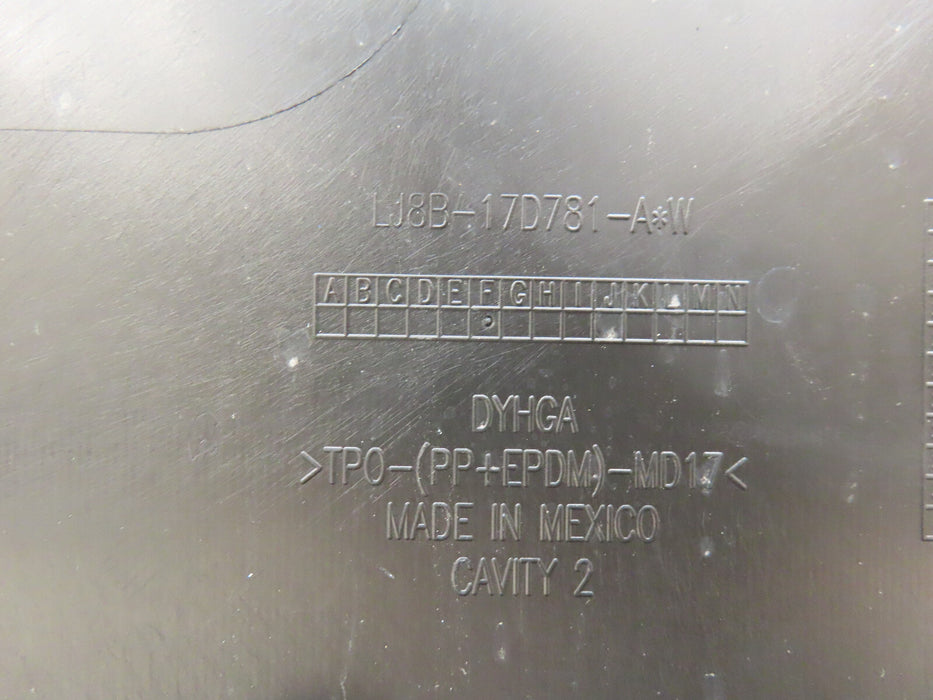 LJ8B-17D781-A*W
A B C D E F G H I J K L M N
DYHGA
>TPO-(PP+EPDM)-MD17<
MADE IN MEXICO
CAVITY 2